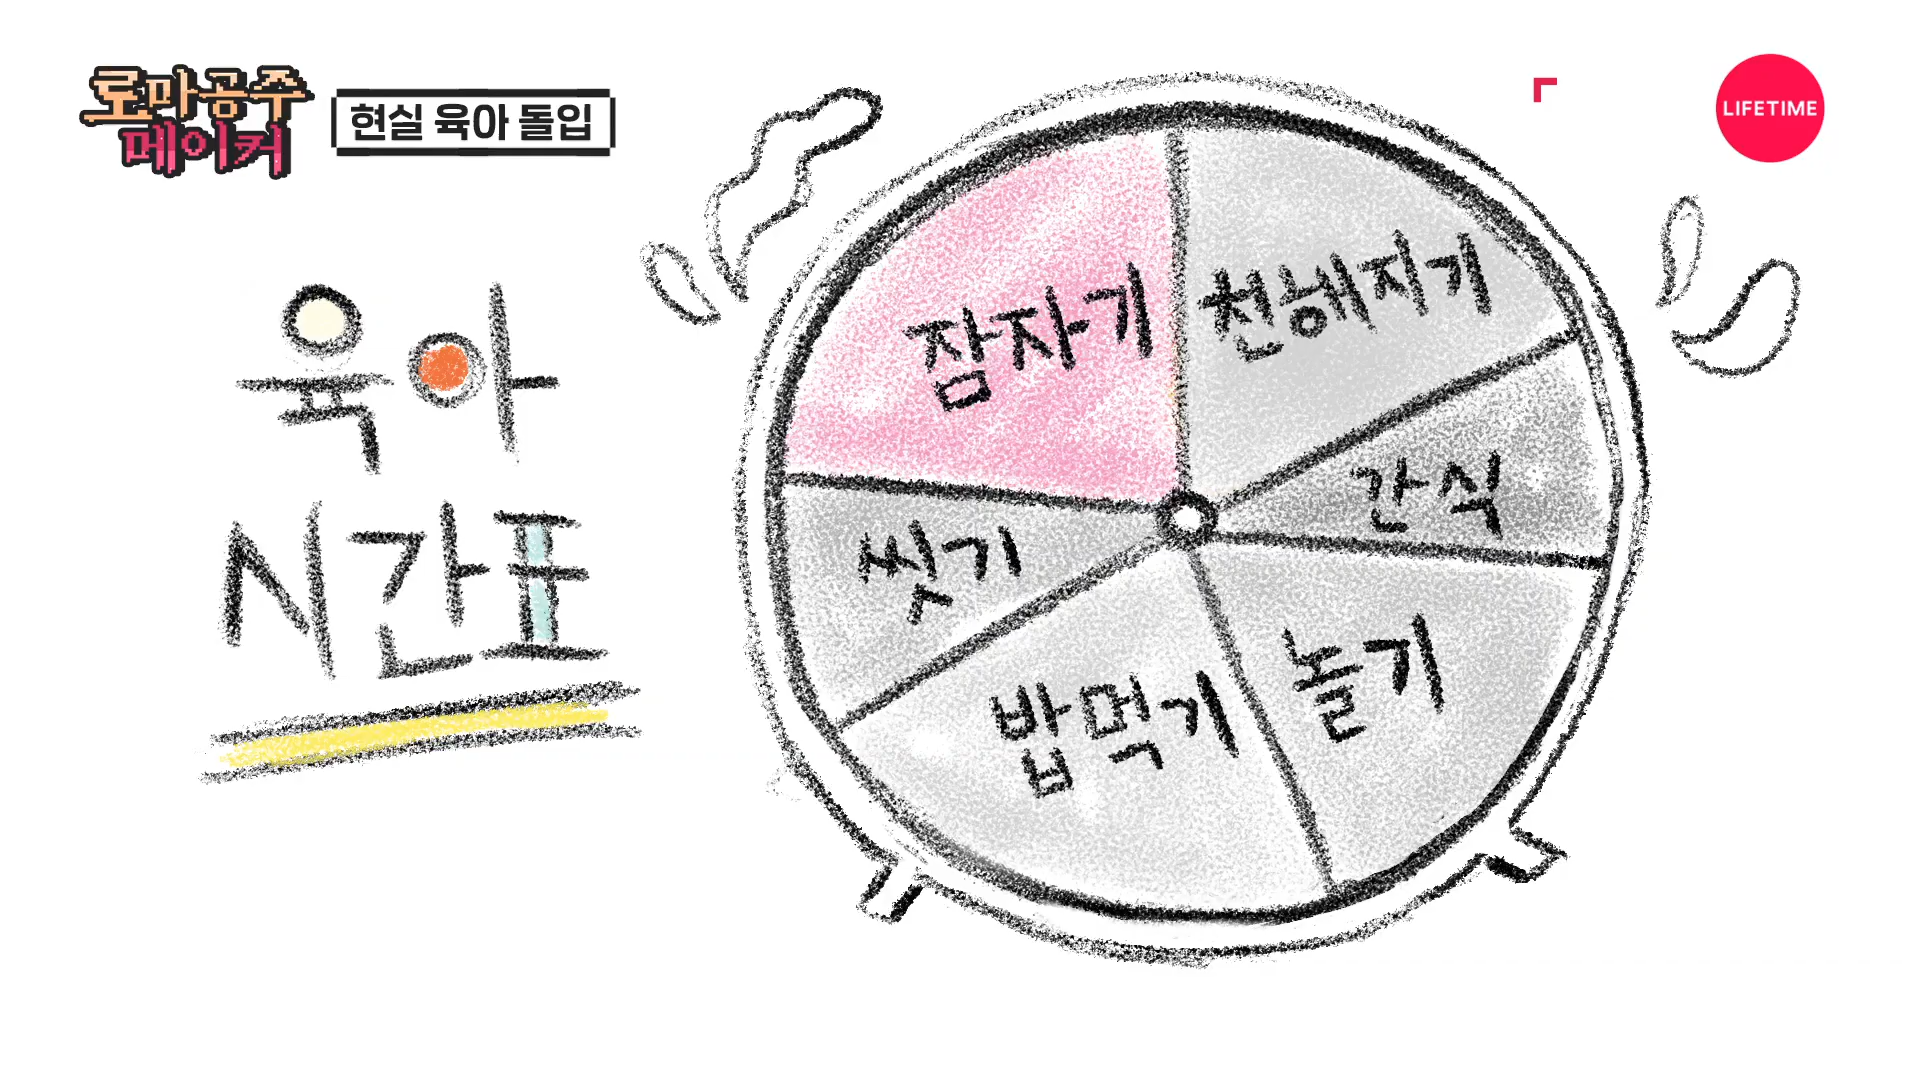 로마공주
메이커
현실 육아 돌입
LIFETIME
육아
시간표
잠자기
천해지기
간식
씻기
밥먹기
놀기